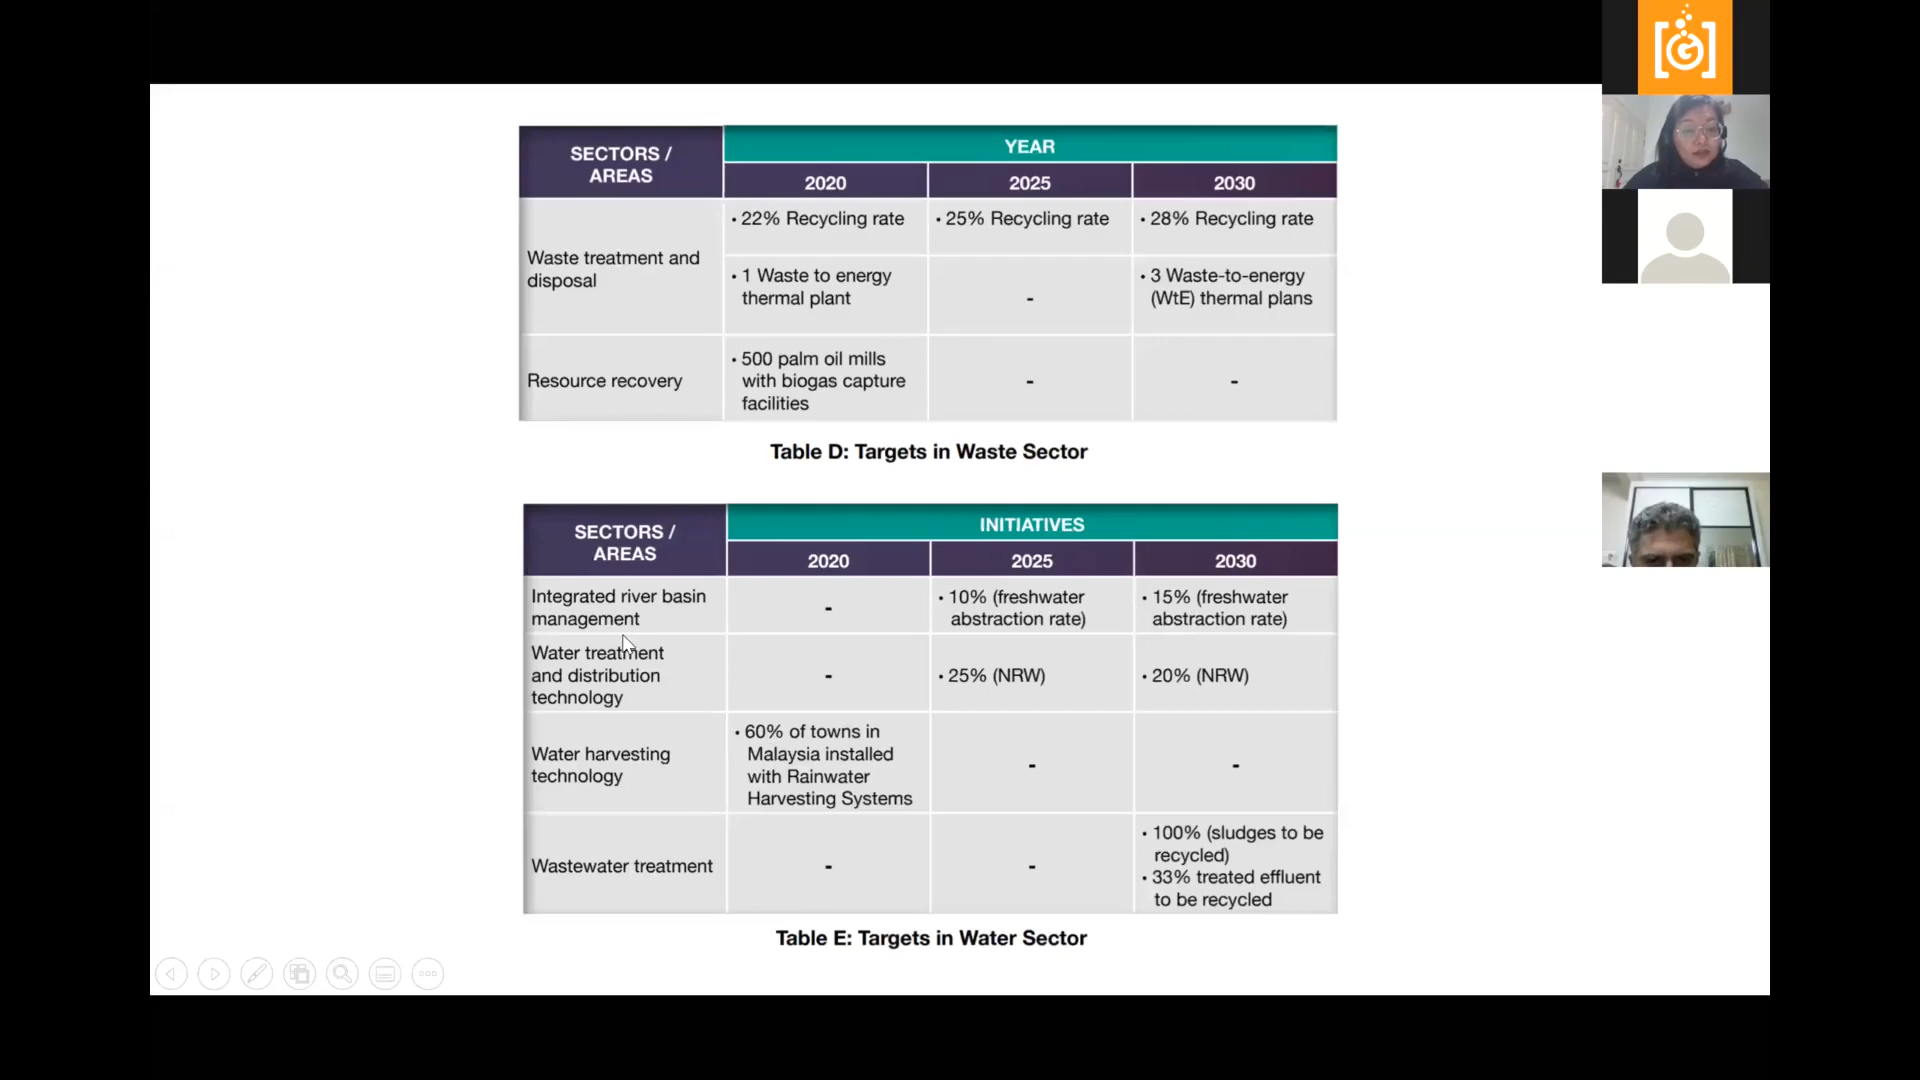 SECTORS /
AREAS
YEAR
2020
2025
2030
Waste treatment and
disposal
• 22% Recycling rate
• 25% Recycling rate
• 28% Recycling rate
• 1 Waste to energy
thermal plant
-
• 3 Waste-to-energy
(WtE) thermal plans
Resource recovery
• 500 palm oil mills
with biogas capture
facilities
-
-
Table D: Targets in Waste Sector
SECTORS /
AREAS
INITIATIVES
2020
2025
2030
Integrated river basin
management
-
• 10% (freshwater
abstraction rate)
• 15% (freshwater
abstraction rate)
Water treatment
and distribution
technology
-
• 25% (NRW)
• 20% (NRW)
Water harvesting
technology
• 60% of towns in
Malaysia installed
with Rainwater
Harvesting Systems
-
-
Wastewater treatment
-
-
• 100% (sludges to be
recycled)
• 33% treated effluent
to be recycled
Table E: Targets in Water Sector
[G]